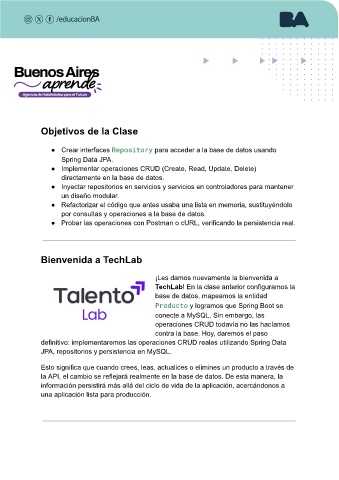 /educacionBA
BA
Buenos Aires
aprende
Agencia de Habilidades para el Futuro
Objetivos de la Clase
● Crear interfaces Repository para acceder a la base de datos usando
Spring Data JPA.
● Implementar operaciones CRUD (Create, Read, Update, Delete)
directamente en la base de datos.
● Inyectar repositorios en servicios y servicios en controladores para mantener
un diseño modular.
● Refactorizar el código que antes usaba una lista en memoria, sustituyéndolo
por consultas y operaciones a la base de datos.
● Probar las operaciones con Postman o cURL, verificando la persistencia real.
Bienvenida a TechLab
¡Les damos nuevamente la bienvenida a
TechLab! En la clase anterior configuramos la
base de datos, mapeamos la entidad
Producto y logramos que Spring Boot se
conecte a MySQL. Sin embargo, las
operaciones CRUD todavía no las hacíamos
contra la base. Hoy, daremos el paso
Talento
Lab
definitivo: implementaremos las operaciones CRUD reales utilizando Spring Data
JPA, repositorios y persistencia en MySQL.
Esto significa que cuando crees, leas, actualices o elimines un producto a través de
la API, el cambio se reflejará realmente en la base de datos. De esta manera, la
información persistirá más allá del ciclo de vida de la aplicación, acercándonos a
una aplicación lista para producción.